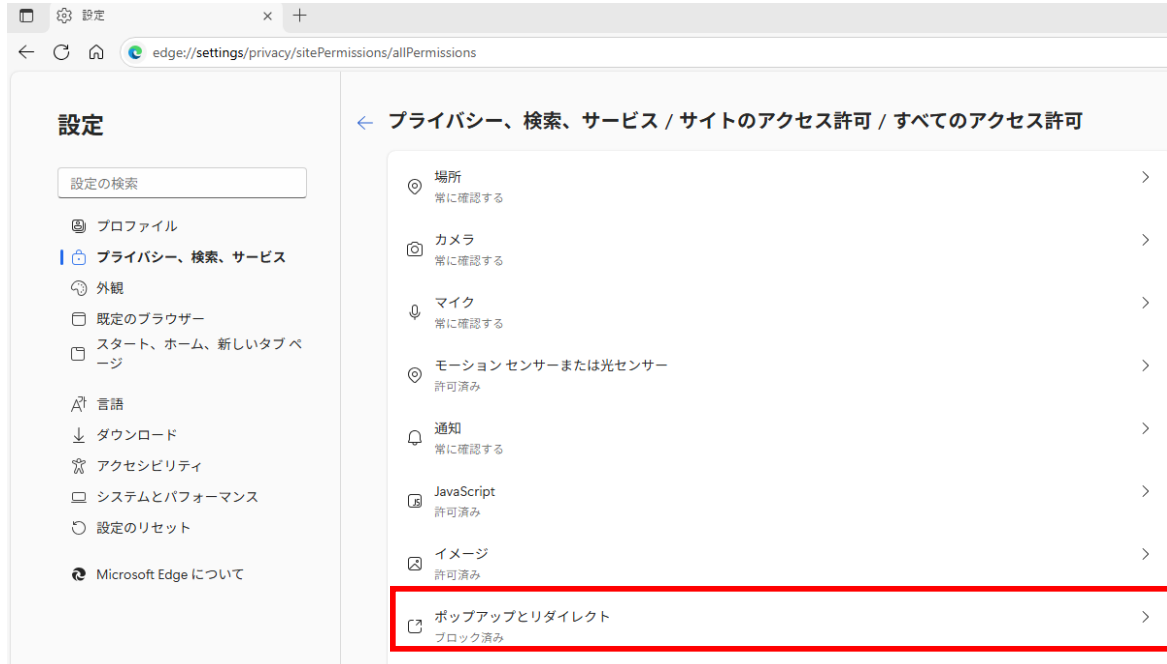 設定
edge://settings/privacy/sitePermissions/allPermissions
設定
設定の検索
プロファイル
プライバシー、検索、サービス
外観
既定のブラウザー
スタート、ホーム、新しいタブ ペ
ージ
言語
ダウンロード
アクセシビリティ
システムとパフォーマンス
設定のリセット
Microsoft Edge について
プライバシー、検索、サービス / サイトのアクセス許可 / すべてのアクセス許可
場所
常に確認する
カメラ
常に確認する
マイク
常に確認する
モーション センサーまたは光センサー
許可済み
通知
常に確認する
JavaScript
許可済み
イメージ
許可済み
ポップアップとリダイレクト
ブロック済み